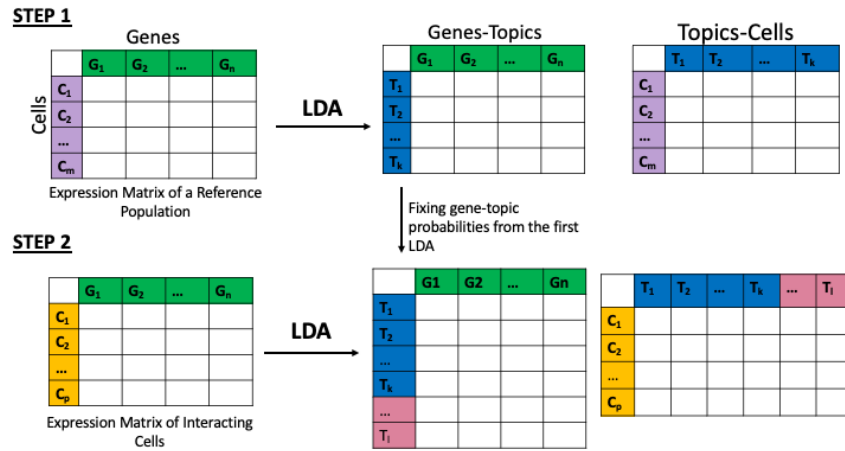 STEP 1
Genes
Genes-Topics
Topics-Cells
G1 G2 ... Gn
G1 G2 ... Gn
T1 T2 ... Tk
Cells
C1
C2
...
Cm
LDA
T1
T2
...
Tk
C1
C2
...
Cm
Expression Matrix of a Reference
Population
Fixing gene-topic
probabilities from the first
LDA
STEP 2
G1 G2 ... Gn
G1 G2 ... Gn
T1 T2 ... Tk ... Tl
C1
C2
...
Cp
LDA
T1
T2
...
Tk
...
Tl
C1
C2
...
Cp
Expression Matrix of Interacting
Cells